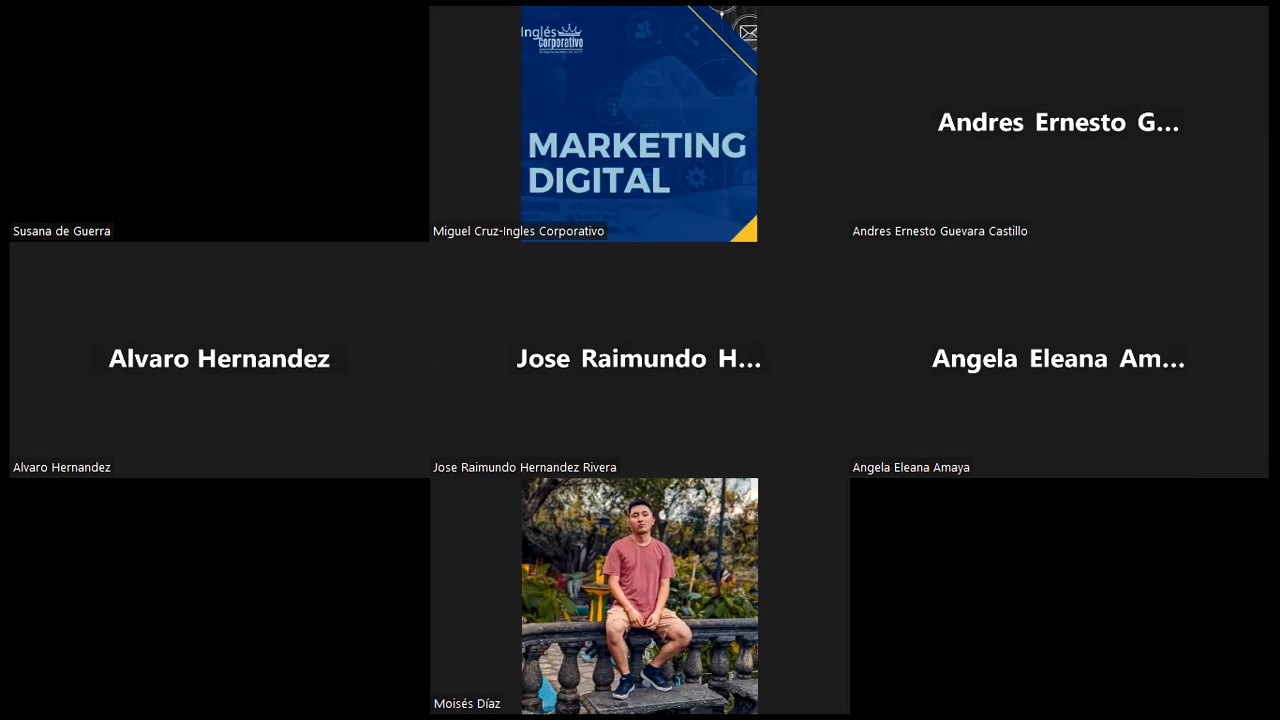 Inglés
Corporativo
MARKETING
DIGITAL
Andres Ernesto G...
Susana de Guerra
Miguel Cruz-Ingles Corporativo
Andres Ernesto Guevara Castillo
Alvaro Hernandez
Jose Raimundo H...
Angela Eleana Am...
Alvaro Hernandez
Jose Raimundo Hernandez Rivera
Angela Eleana Amaya
Moisés Díaz